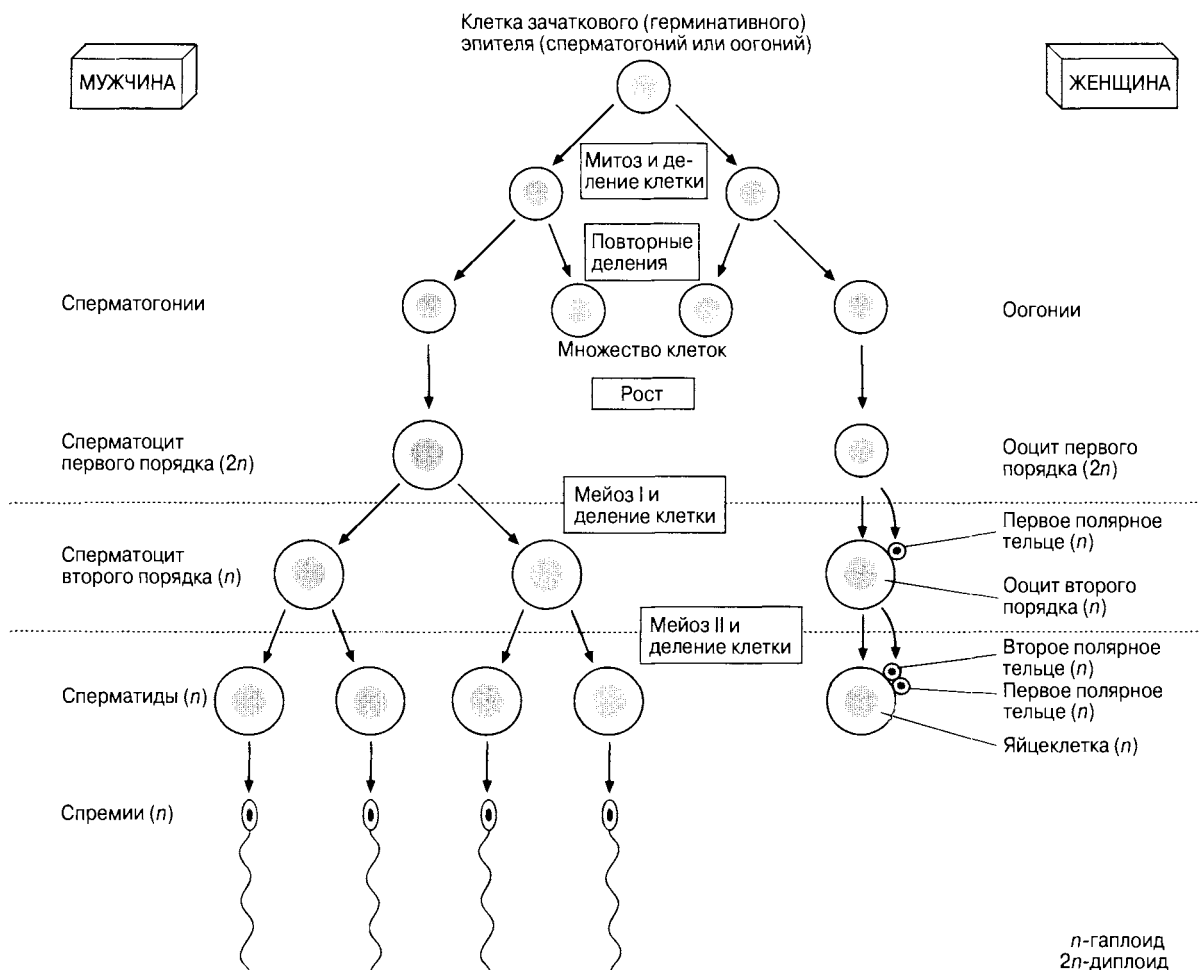 Клетка зачаткового (герминативного)
эпителя (сперматогоний или оогоний)
МУЖЧИНА
ЖЕНЩИНА
Митоз и де-
ление клетки
Повторные
деления
Сперматогонии
Оогонии
Множество клеток
Рост
Сперматоцит
первого порядка (2n)
Ооцит первого
порядка (2n)
Мейоз I и
деление клетки
Первое полярное
тельце (n)
Сперматоцит
второго порядка (n)
Ооцит второго
порядка (n)
Мейоз II и
деление клетки
Второе полярное
тельце (n)
Сперматиды (n)
Первое полярное
тельце (n)
Яйцеклетка (n)
Спремии (n)
n-гаплоид
2n-диплоид